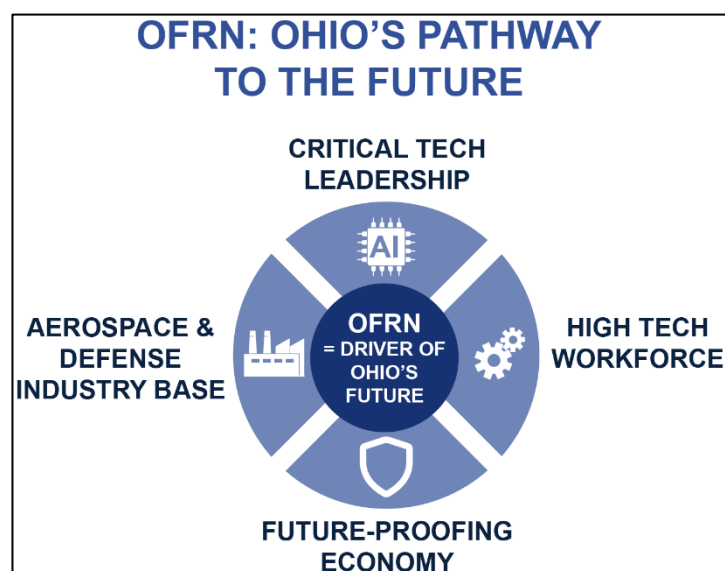 OFRN: OHIO'S PATHWAY
TO THE FUTURE
CRITICAL TECH
LEADERSHIP
AI
AEROSPACE &
DEFENSE
INDUSTRY BASE
OFRN
= DRIVER OF
OHIO'S
FUTURE
HIGH TECH
WORKFORCE
FUTURE-PROOFING
ECONOMY